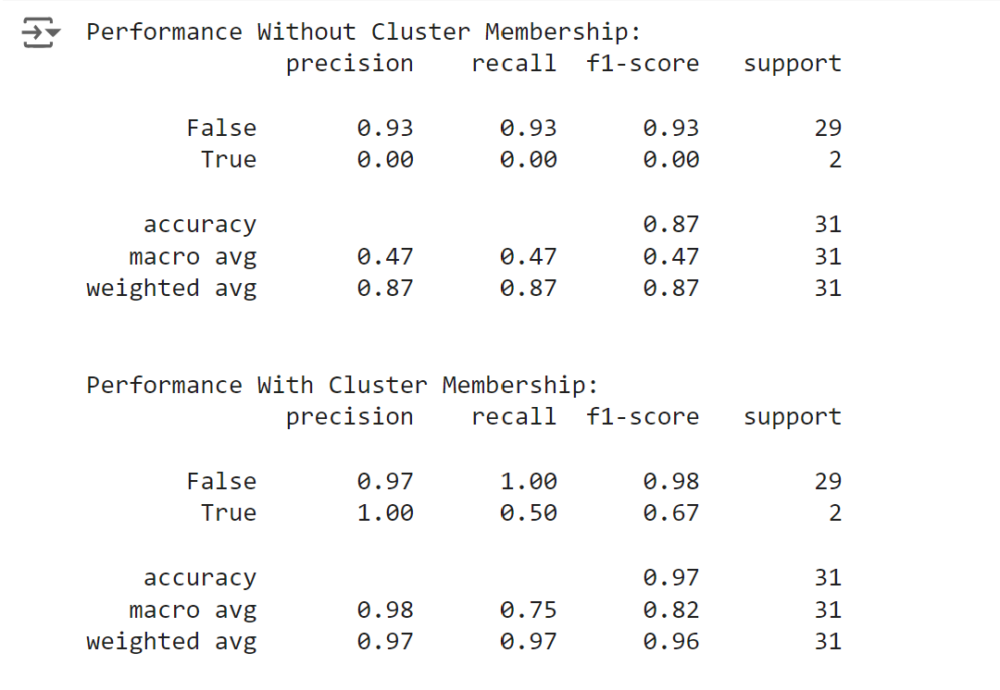 Performance Without Cluster Membership:
precision recall f1-score support
False 0.93 0.93 0.93 29
True 0.00 0.00 0.00 2
accuracy 0.87 31
macro avg 0.47 0.47 0.47 31
weighted avg 0.87 0.87 0.87 31
Performance With Cluster Membership:
precision recall f1-score support
False 0.97 1.00 0.98 29
True 1.00 0.50 0.67 2
accuracy 0.97 31
macro avg 0.98 0.75 0.82 31
weighted avg 0.97 0.97 0.96 31